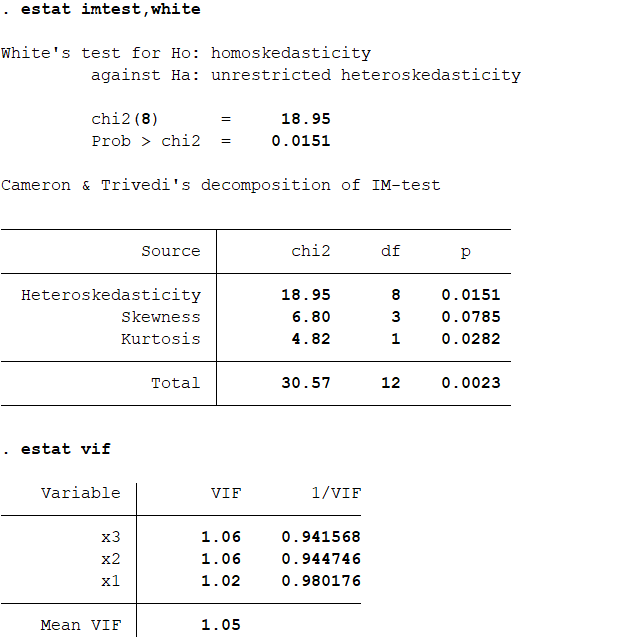 . estat imtest,white
White's test for Ho: homoskedasticity
against Ha: unrestricted heteroskedasticity
chi2(8) = 18.95
Prob > chi2 = 0.0151
Cameron & Trivedi's decomposition of IM-test
Source chi2 df p
Heteroskedasticity 18.95 8 0.0151
Skewness 6.80 3 0.0785
Kurtosis 4.82 1 0.0282
Total 30.57 12 0.0023
. estat vif
Variable VIF 1/VIF
x3 1.06 0.941568
x2 1.06 0.944746
x1 1.02 0.980176
Mean VIF 1.05